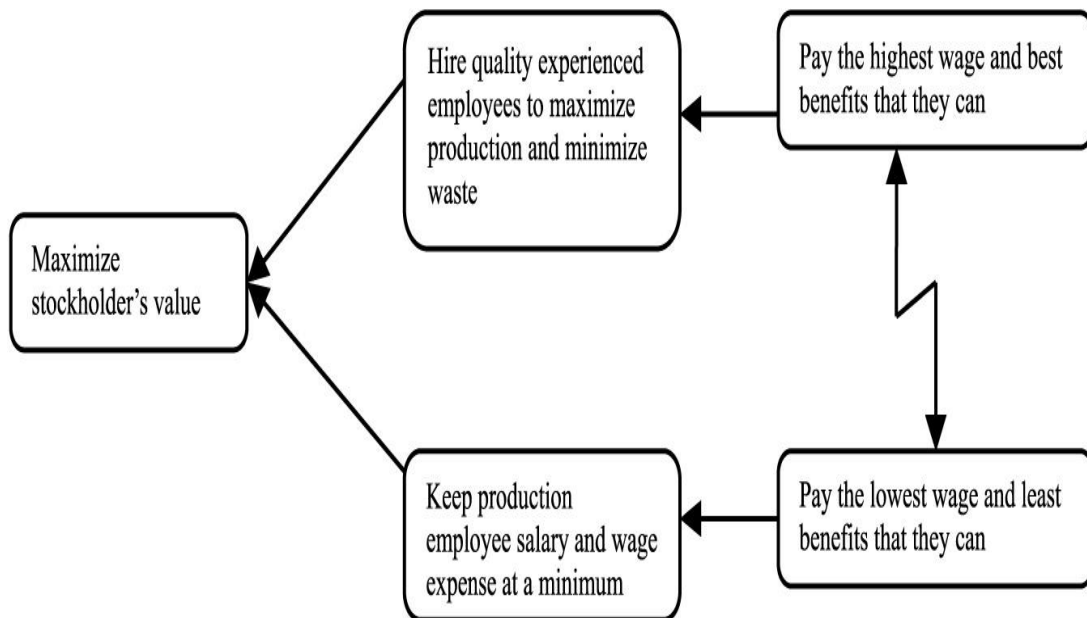 Hire quality experienced
employees to maximize
production and minimize
waste
Pay the highest wage and best
benefits that they can
Maximize
stockholder’s value
Keep production
employee salary and wage
expense at a minimum
Pay the lowest wage and least
benefits that they can